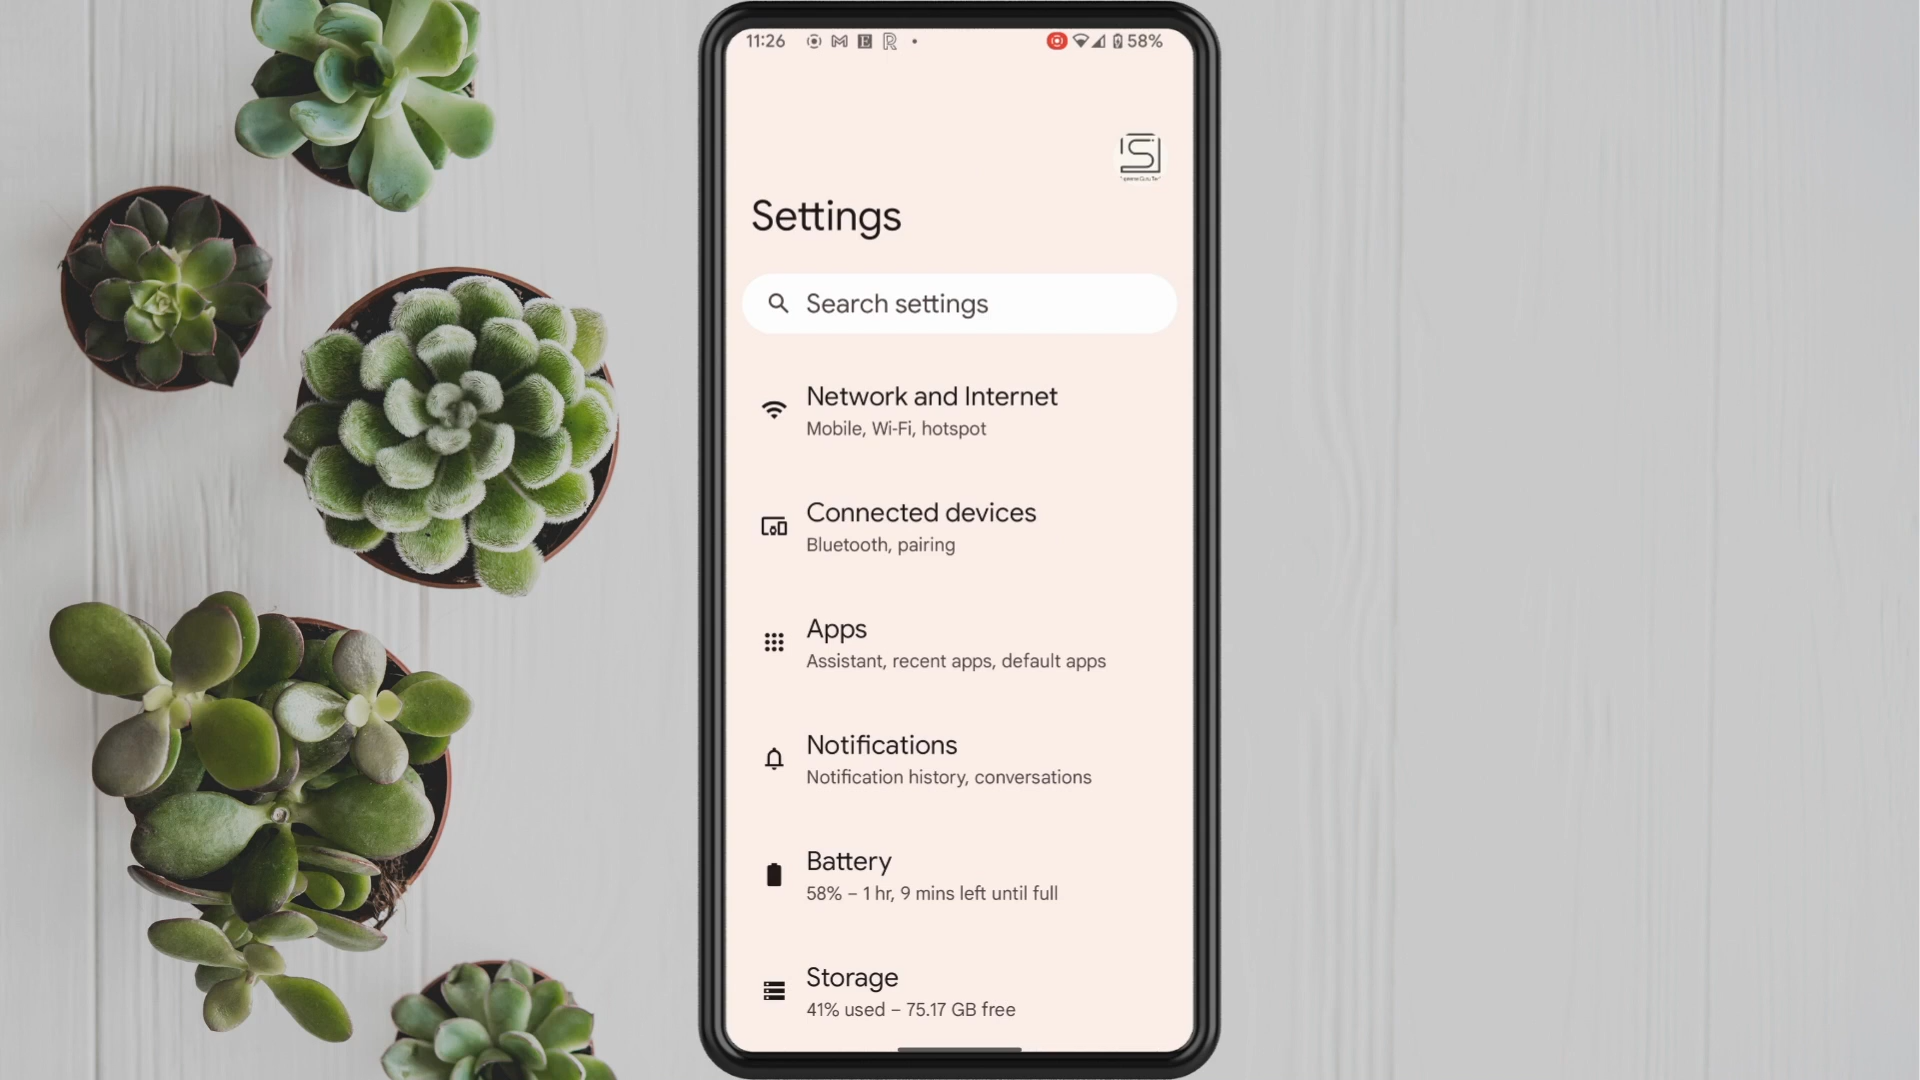 11:26 58%
Settings
Search settings
Network and Internet
Mobile, Wi-Fi, hotspot
Connected devices
Bluetooth, pairing
Apps
Assistant, recent apps, default apps
Notifications
Notification history, conversations
Battery
58% – 1 hr, 9 mins left until full
Storage
41% used – 75.17 GB free